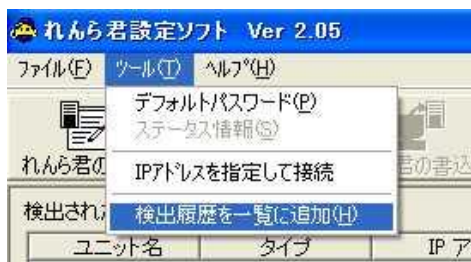 れんら君設定ソフト Ver 2.05
ファイル(F) ツール(T) ヘルプ(H)
デフォルトパスワード(P)
ステータス情報(S)
れんら君の
IPアドレスを指定して接続
君の書込
検出され
検出履歴を一覧に追加(H)
ユニット名 タイプ IP ア